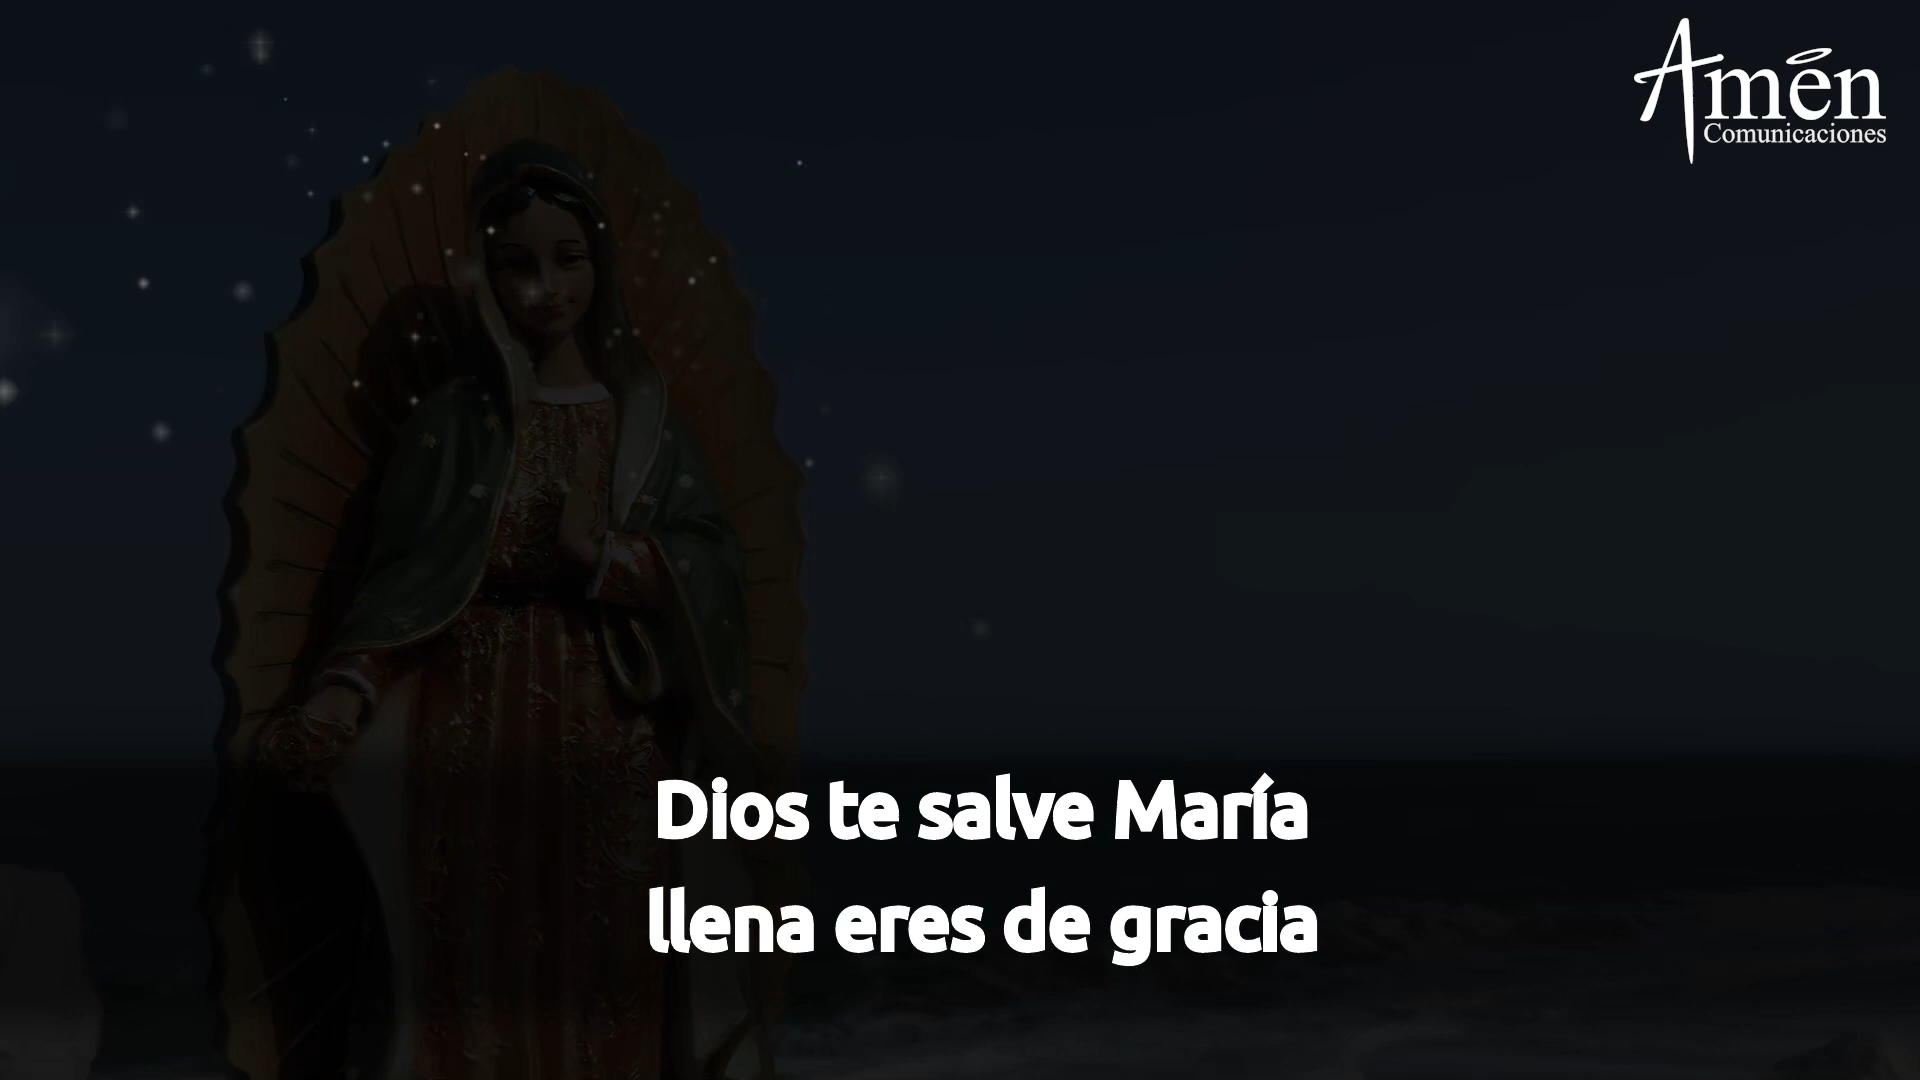 Amén
Comunicaciones
Dios te salve María
llena eres de gracia